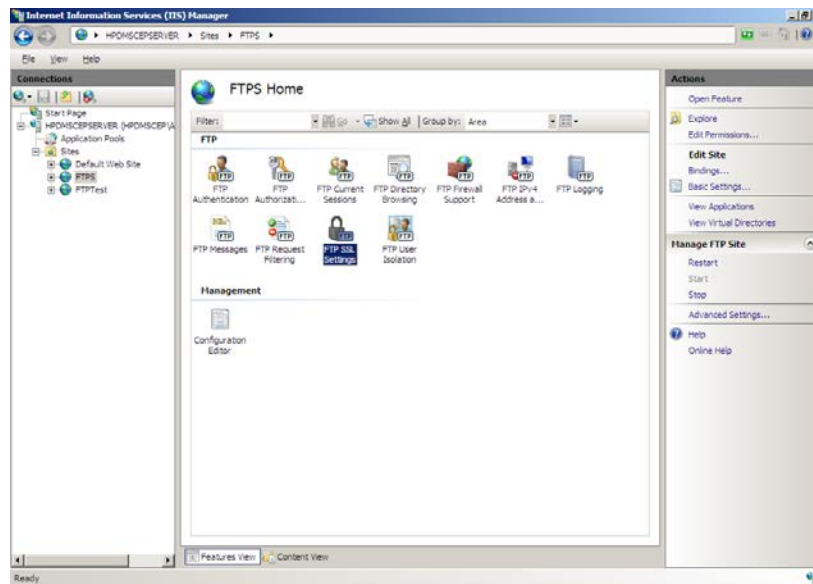 Internet Information Services (IIS) Manager
HPDMSCEPSERVER ▸ Sites ▸ FTPS ▸
File View Help
Connections
Start Page
HPDMSCEPSERVER (HPDMSCEP\A
Application Pools
Sites
Default Web Site
FTPS
FTPTest
FTPS Home
Filter: Go Show All Group by: Area
FTP
FTP Authentication
FTP Authorizati...
FTP Current Sessions
FTP Directory Browsing
FTP Firewall Support
FTP IPv4 Address a...
FTP Logging
FTP Messages
FTP Request Filtering
FTP SSL Settings
FTP User Isolation
Management
Configuration Editor
Features View Content View
Actions
Open Feature
Explore
Edit Permissions...
Edit Site
Bindings...
Basic Settings...
View Applications
View Virtual Directories
Manage FTP Site
Restart
Start
Stop
Advanced Settings...
Help
Online Help
Ready